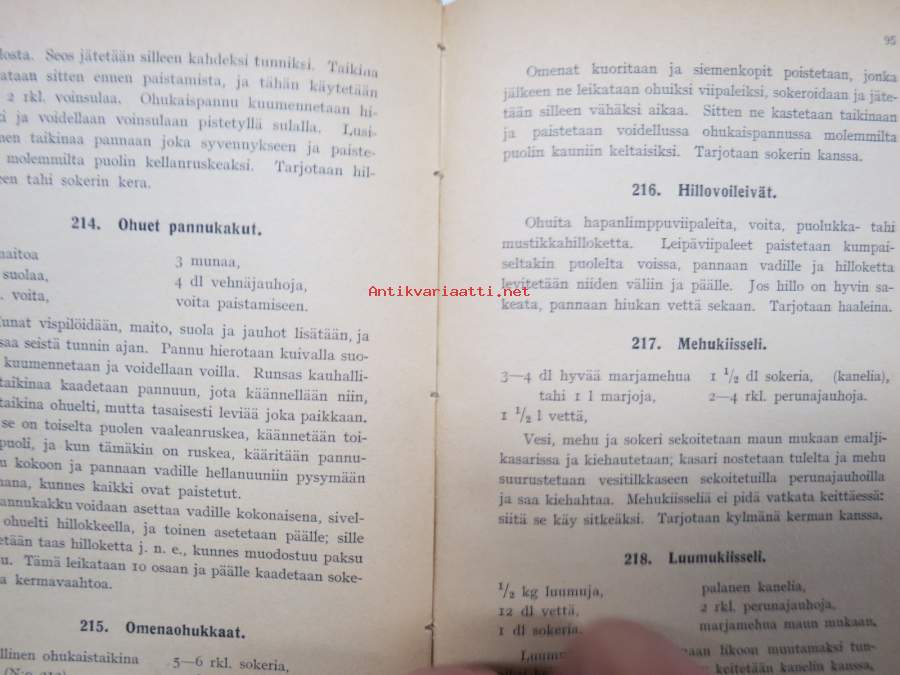 losta. Seos jätetään silleen kahdeksi tunniksi. Taikina
ataan sitten ennen paistamista, ja tähän käytetään
2 rkl. voinsulaa. Ohukaispannu kuumennetaan hi-
i ja voidellaan voinsulaan pistetyllä sulalla. Lusi-
nen taikinaa pannaan joka syvennykseen ja paiste-
molemmilta puolin kellanruskeaksi. Tarjotaan hil-
een tahi sokerin kera.
214. Ohuet pannukakut.
maitoa
suolaa,
. voita,
3 munaa,
4 dl vehnäjauhoja,
voita paistamiseen.
Munat vispilöidään, maito, suola ja jauhot lisätään, ja
saa seistä tunnin ajan. Pannu hierotaan kuivalla suo-
kuumennetaan ja voidellaan voilla. Runsas kauhalli-
taikinaa kaadetaan pannuun, jota käännellään niin,
taikina ohuelti, mutta tasaisesti leviää joka paikkaan.
se on toiselta puolen vaaleanruskea, käännetään toi-
puoli, ja kun tämäkin on ruskea, kääritään pannu-
u kokoon ja pannaan vadille hellanuuniin pysymään
mana, kunnes kaikki ovat paistetut.
annukakku voidaan asettaa vadille kokonaisena, sivel-
ohuelti hillokkeella, ja toinen asetetaan päälle; sille
etään taas hilloketta j. n. e., kunnes muodostuu paksu
u. Tämä leikataan 10 osaan ja päälle kaadetaan soke-
a kermavaahtoa.
215. Omenaohukkaat.
llinen ohukaistaikina
5—6 rkl. sokeria,
95
Omenat kuoritaan ja siemenkopit poistetaan, jonka
jälkeen ne leikataan ohuiksi viipaleiksi, sokeroidaan ja jäte-
tään silleen vähäksi aikaa. Sitten ne kastetaan taikinaan
ja paistetaan voidellussa ohukaispannussa molemmilta
puolin kauniin keltaisiksi. Tarjotaan sokerin kanssa.
216. Hillovoileivät.
Ohuita hapanlimppuviipaleita, voita, puolukka- tahi
mustikkahilloketta. Leipäviipaleet paistetaan kumpai-
seltakin puolelta voissa, pannaan vadille ja hilloketta
levitetään niiden väliin ja päälle. Jos hillo on hyvin sa-
keata, pannaan hiukan vettä sekaan. Tarjotaan haaleina.
Antikvariaatti.net
217. Mehukiisseli.
3—4 dl hyvää marjamehua
tahi 1 l marjoja,
1 1/2 l vettä,
1 1/2 dl sokeria, (kanelia),
2—4 rkl. perunajauhoja.
Vesi, mehu ja sokeri sekoitetaan maun mukaan emalji-
kasarissa ja kiehautetaan; kasari nostetaan tulelta ja mehu
suurustetaan vesitilkkaseen sekoitetuilla perunajauhoilla
ja saa kiehahtaa. Mehukiisseliä ei pidä vatkata keittäessä:
siitä se käy sitkeäksi. Tarjotaan kylmänä kerman kanssa.
218. Luumukiisseli.
1/2 kg luumuja,
12 dl vettä,
1 dl sokeria.
palanen kanelia,
2 rkl. perunajauhoja,
marjamehua maun mukaan.
Luum
naan likoon muutamaksi tun-
keitetään kanelin kanssa,